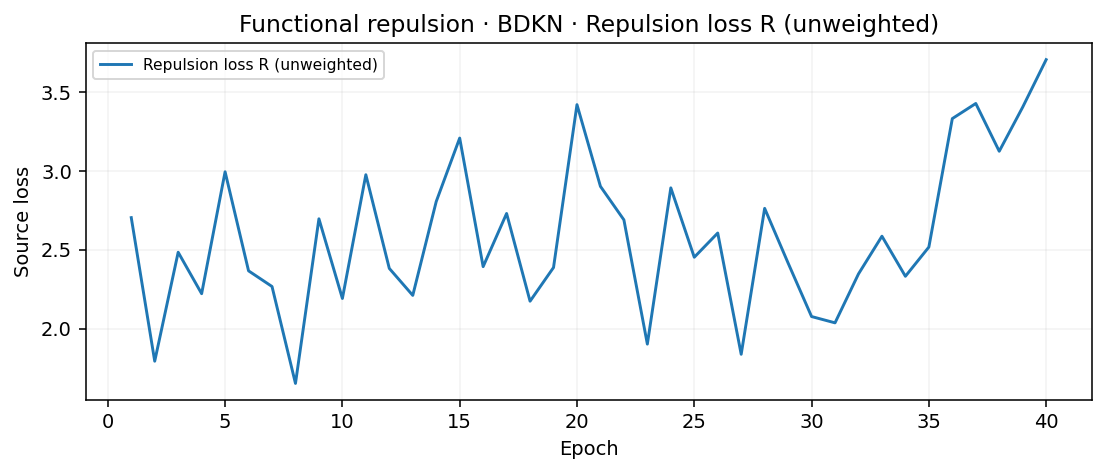 Functional repulsion · BDKN · Repulsion loss R (unweighted)
Repulsion loss R (unweighted)
Source loss
3.5
3.0
2.5
2.0
0 5 10 15 20 25 30 35 40
Epoch